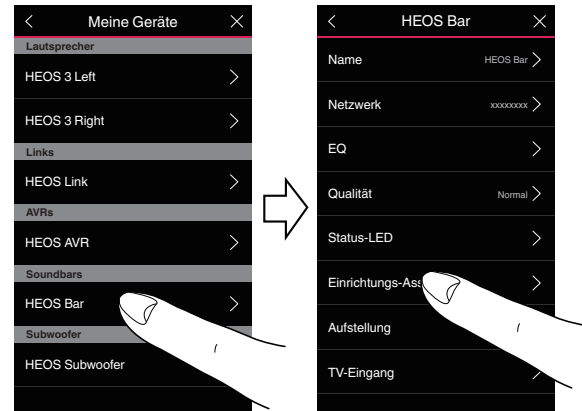 Meine Geräte
Lautsprecher
HEOS 3 Left
HEOS 3 Right
Links
HEOS Link
AVRs
HEOS AVR
Soundbars
HEOS Bar
Subwoofer
HEOS Subwoofer
HEOS Bar
Name HEOS Bar
Netzwerk xxxxxxxx
EQ
Qualität Normal
Status-LED
Einrichtungs-Ass
Aufstellung
TV-Eingang